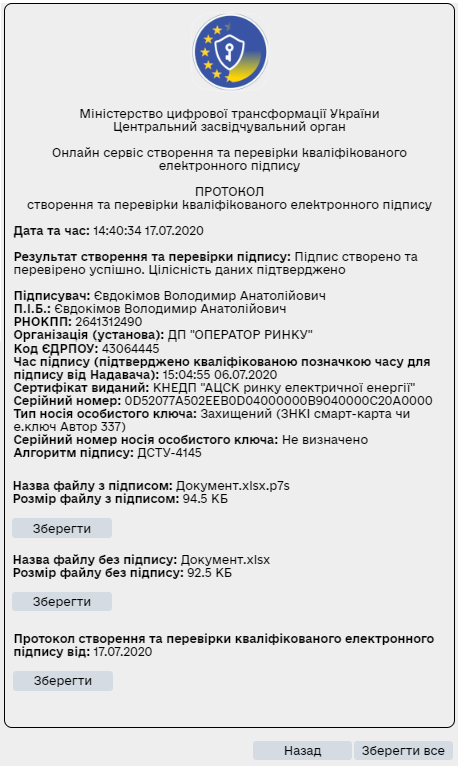 Міністерство цифрової трансформації України
Центральний засвідчувальний орган
Онлайн сервіс створення та перевірки кваліфікованого
електронного підпису
ПРОТОКОЛ
створення та перевірки кваліфікованого електронного підпису
Дата та час: 14:40:34 17.07.2020
Результат створення та перевірки підпису: Підпис створено та
перевірено успішно. Цілісність даних підтверджено
Підписувач: Євдокімов Володимир Анатолійович
П.І.Б.: Євдокімов Володимир Анатолійович
РНОКПП: 2641312490
Організація (установа): ДП "ОПЕРАТОР РИНКУ"
Код ЄДРПОУ: 43064445
Час підпису (підтверджено кваліфікованою позначкою часу для
підпису від Надавача): 15:04:55 06.07.2020
Сертифікат виданий: КНЕДП "АЦСК ринку електричної енергії"
Серійний номер: 0D52077A502EEB0D04000000B9040000C20A0000
Тип носія особистого ключа: Захищений (ЗНКІ смарт-карта чи
е.ключ Автор 337)
Серійний номер носія особистого ключа: Не визначено
Алгоритм підпису: ДСТУ-4145
Назва файлу з підписом: Документ.xlsx.p7s
Розмір файлу з підписом: 94.5 КБ
Зберегти
Назва файлу без підпису: Документ.xlsx
Розмір файлу без підпису: 92.5 КБ
Зберегти
Протокол створення та перевірки кваліфікованого електронного
підпису від: 17.07.2020
Зберегти
Назад Зберегти все